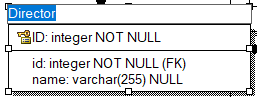 Director
ID: integer NOT NULL
id: integer NOT NULL (FK)
name: varchar(255) NULL